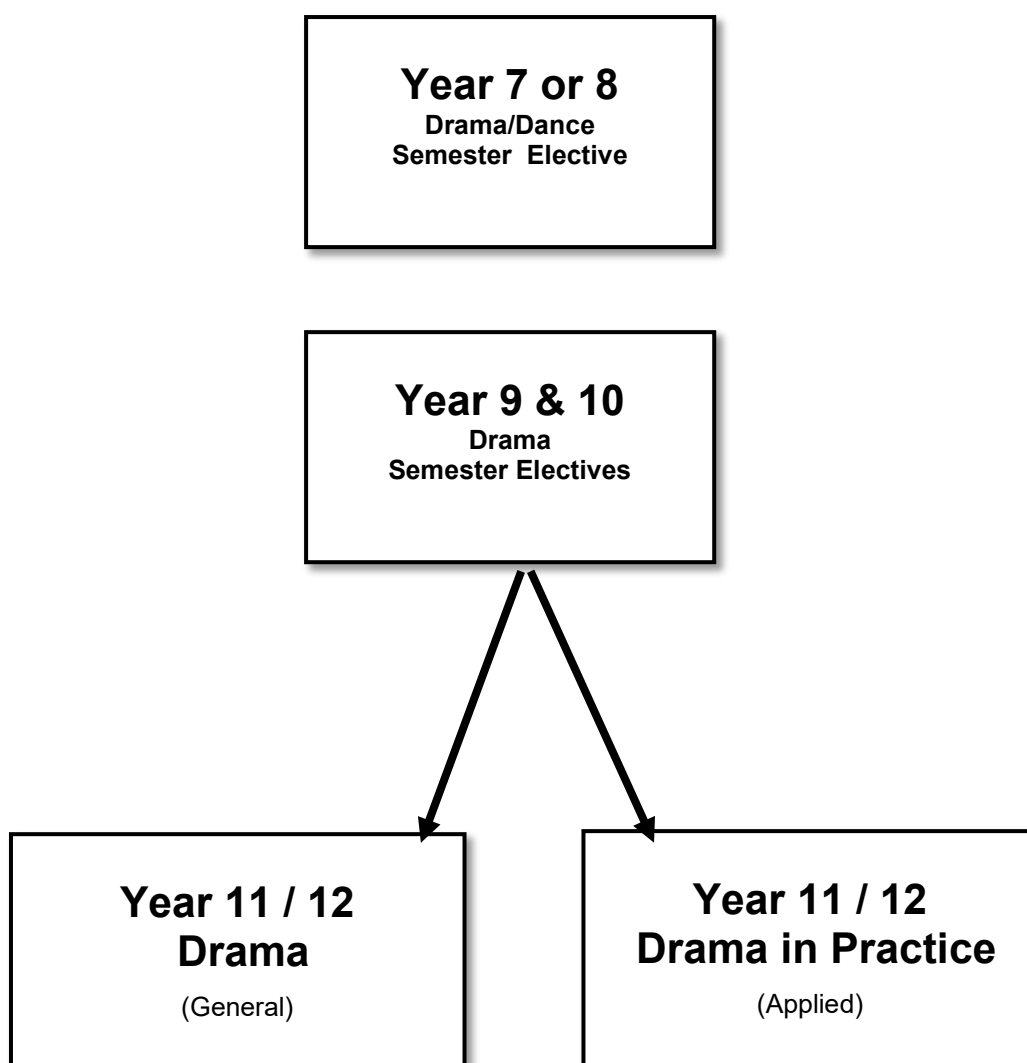 Year 7 or 8
Drama/Dance
Semester Elective
Year 9 & 10
Drama
Semester Electives
Year 11 / 12
Drama
(General)
Year 11 / 12
Drama in Practice
(Applied)